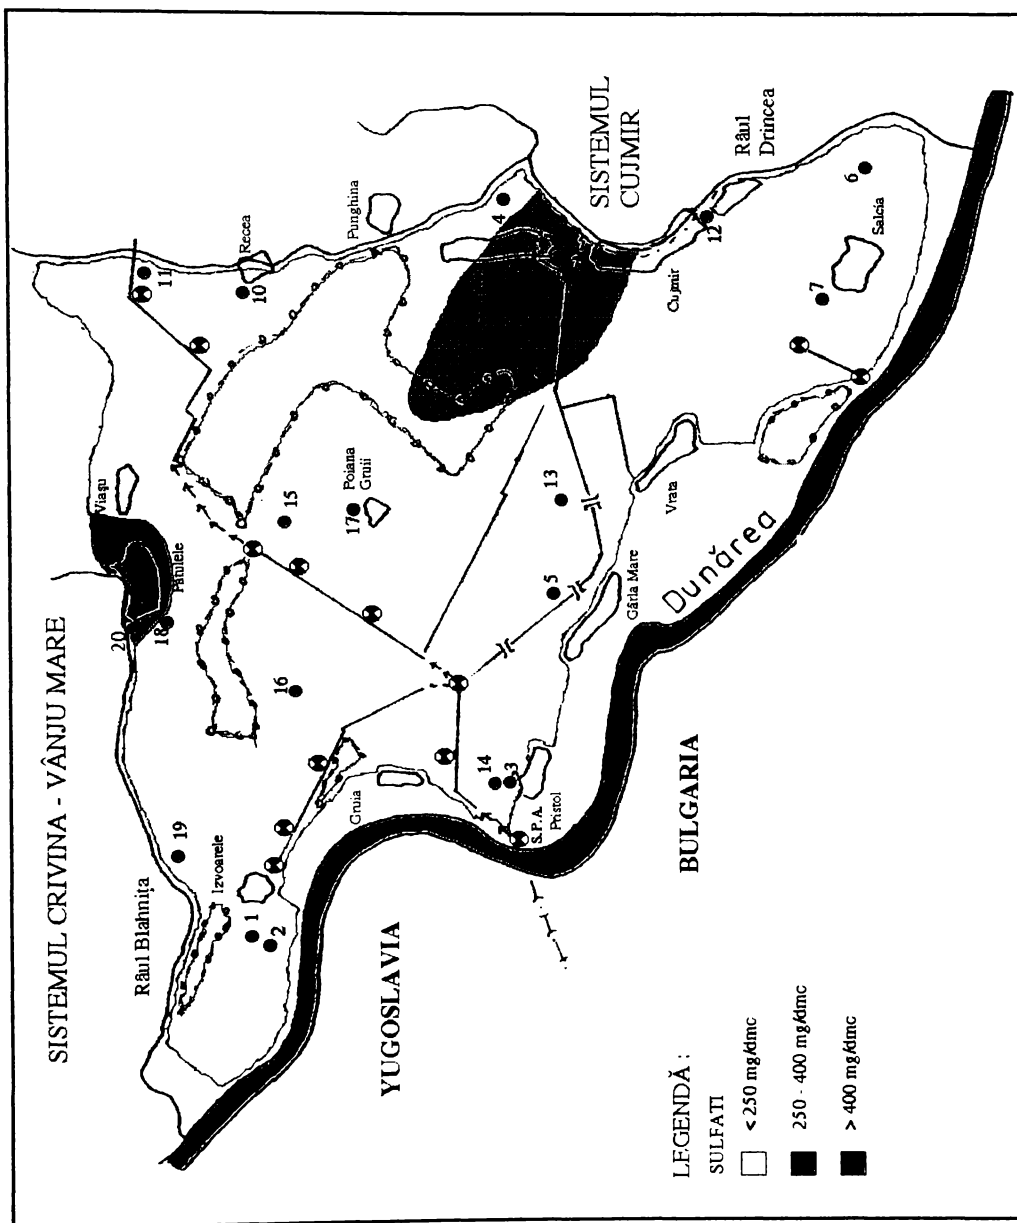 SISTEMUL CRIVINA - VÂNJU MARE
Râul Blahnița
19
Izvoarele
1
2
20
18
Pătulele
Viașu
16
15
17
Poiana
Gruii
11
10
Recea
Punghina
4
SISTEMUL
CUJMIR
Râul
Drincea
12
Cujmir
6
Salcia
7
13
5
Vrata
Gârla Mare
Dunărea
Gruia
14
3
S.P.A.
Pristol
YUGOSLAVIA
BULGARIA
LEGENDĂ :
SULFATI
< 250 mg/dmc
250 - 400 mg/dmc
> 400 mg/dmc